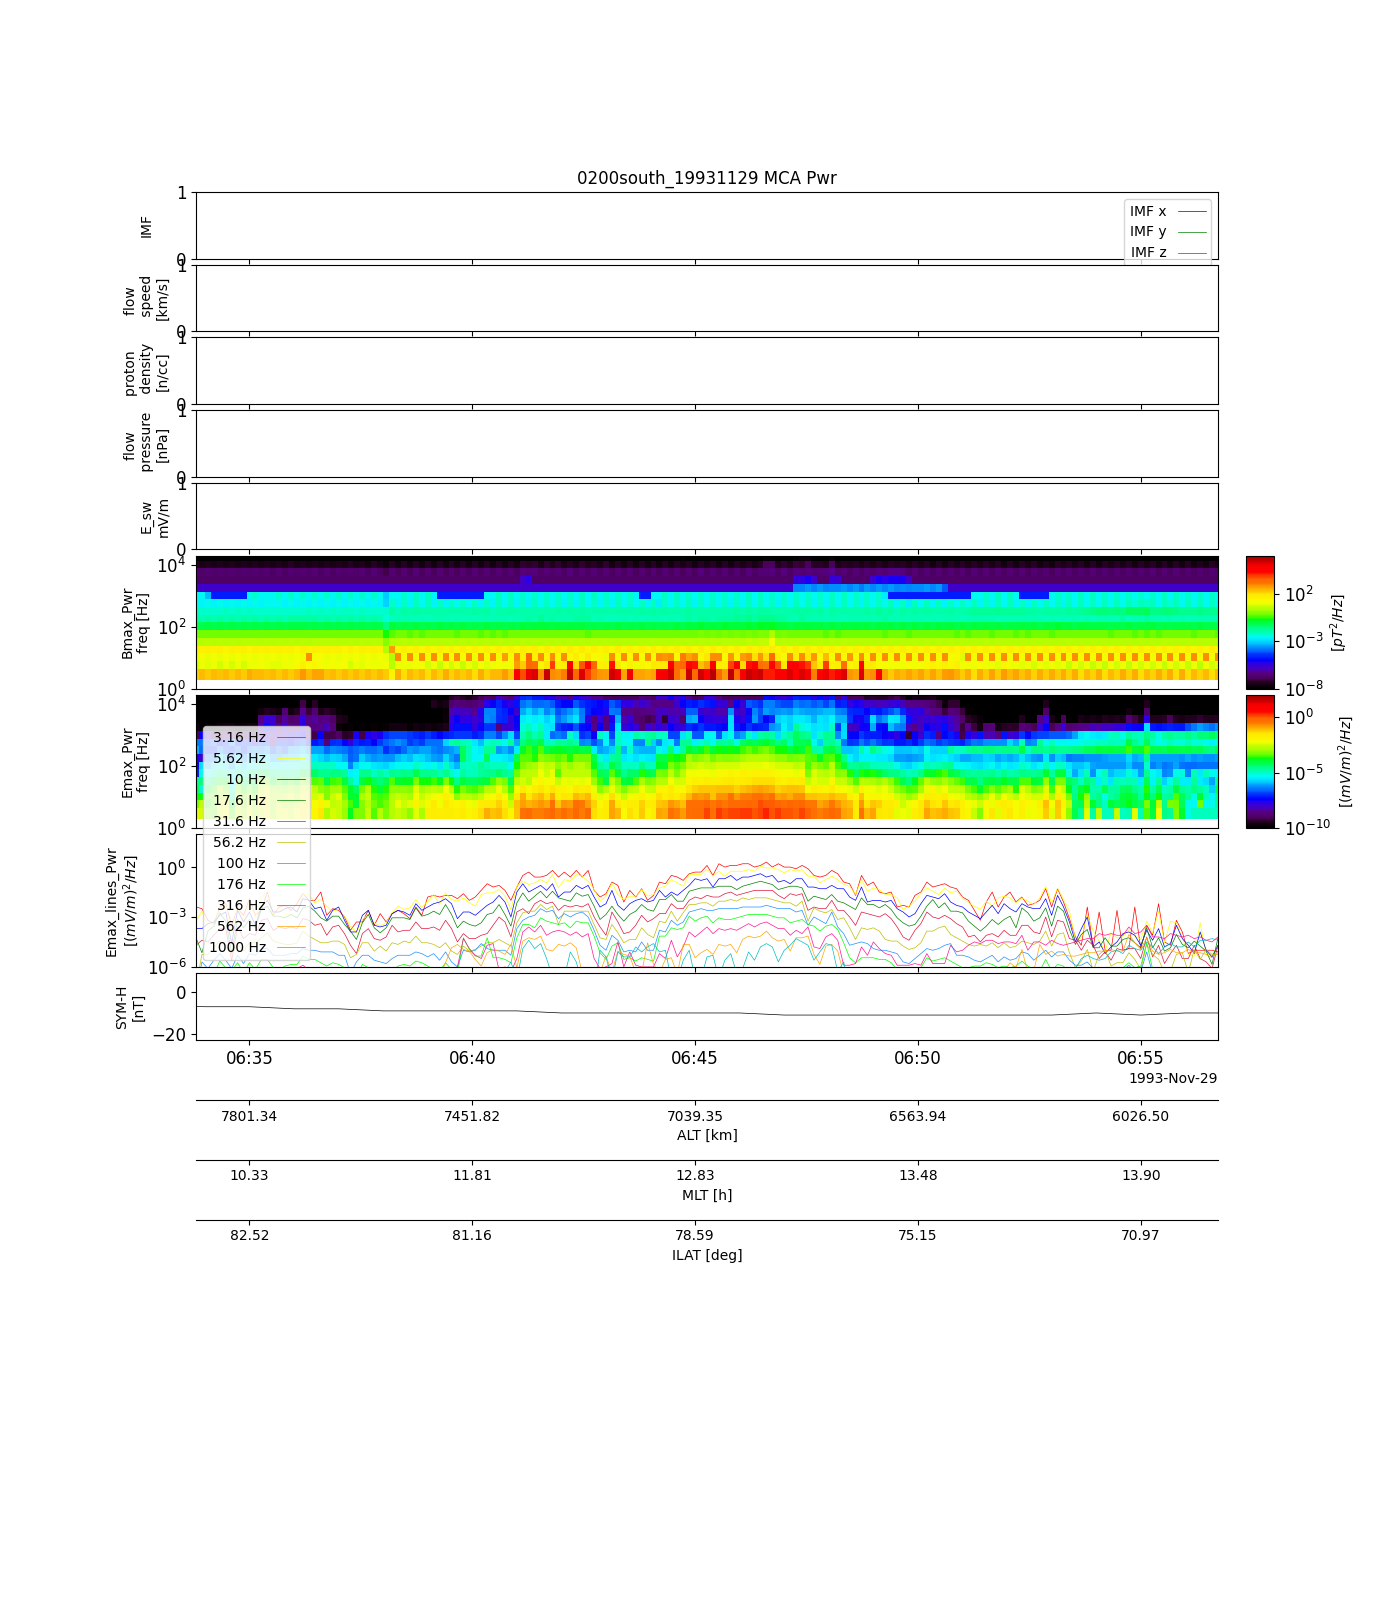 0200south_19931129 MCA Pwr
1
IMF
0
IMF x
IMF y
IMF z
1
flow
speed
[km/s]
0
1
proton
density
[n/cc]
0
1
flow
pressure
[nPa]
0
1
E_sw
mV/m
0
10^4
10^2
10^0
Bmax_Pwr
freq [Hz]
10^2
10^-3
10^-8
[pT^2/Hz]
10^4
10^2
10^0
Emax_Pwr
freq [Hz]
10^0
10^-5
10^-10
[(mV/m)^2/Hz]
3.16 Hz
5.62 Hz
10 Hz
17.6 Hz
31.6 Hz
56.2 Hz
100 Hz
176 Hz
316 Hz
562 Hz
1000 Hz
10^0
10^-3
10^-6
Emax_lines_Pwr
[(mV/m)^2/Hz]
0
−20
SYM-H
[nT]
06:35 06:40 06:45 06:50 06:55
1993-Nov-29
7801.34 7451.82 7039.35 6563.94 6026.50
ALT [km]
10.33 11.81 12.83 13.48 13.90
MLT [h]
82.52 81.16 78.59 75.15 70.97
ILAT [deg]